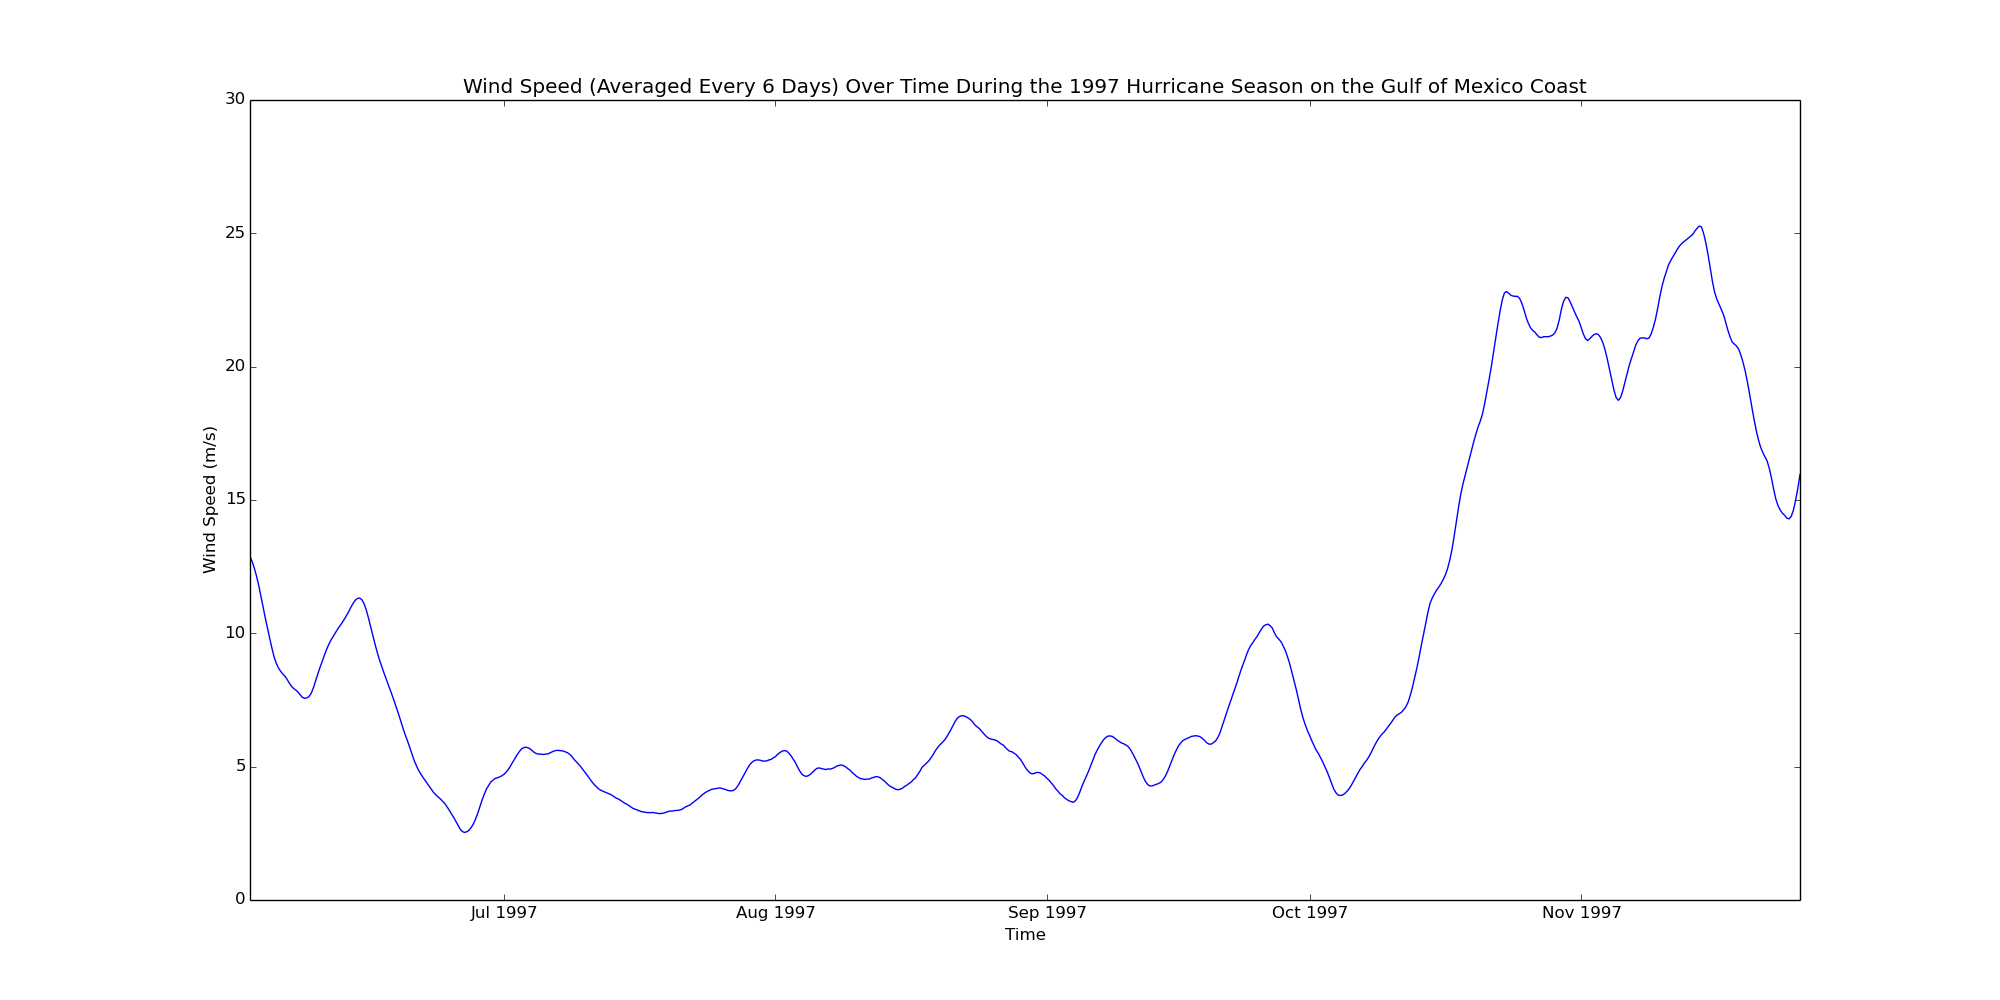 Wind Speed (Averaged Every 6 Days) Over Time During the 1997 Hurricane Season on the Gulf of Mexico Coast
30
25
20
15
10
5
0
Wind Speed (m/s)
Jul 1997 Aug 1997 Sep 1997 Oct 1997 Nov 1997
Time